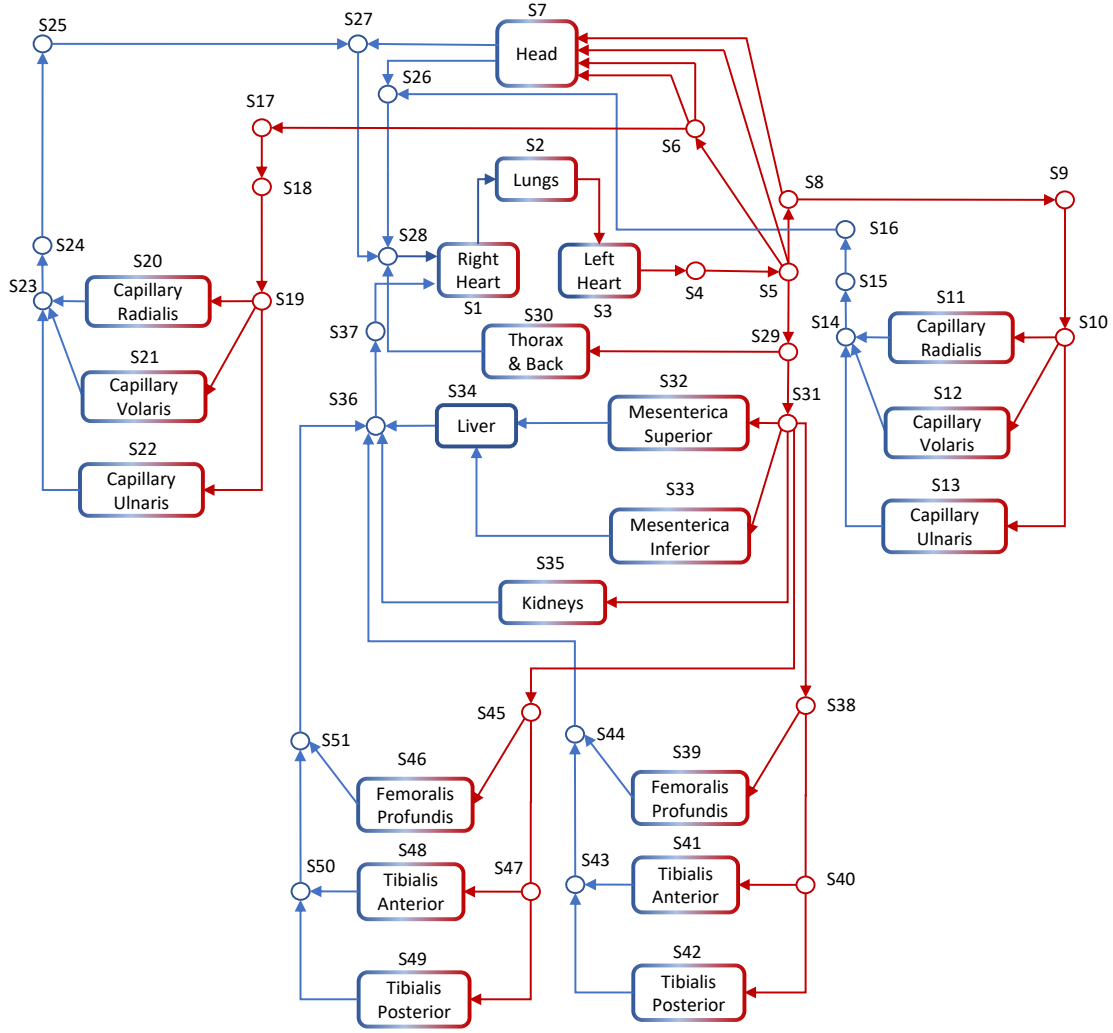 S7
S25
S27
Head
S26
S17
S6
S2
S8
S9
Lungs
S18
S16
S28
S24
Right
Heart
Left
Heart
S20
S15
S23
S4
S5
S11
Capillary
Radialis
S19
S1
S3
S14
S10
S37
S30
S29
Capillary
Radialis
S21
Thorax
& Back
S12
Capillary
Volaris
S34
S32
S31
S36
Liver
Mesenterica
Superior
Capillary
Volaris
S22
S13
Capillary
Ulnaris
S33
Capillary
Ulnaris
Mesenterica
Inferior
S35
Kidneys
S45
S38
S51
S44
S46
S39
Femoralis
Profundis
Femoralis
Profundis
S48
S41
S50
S47
S43
S40
Tibialis
Anterior
Tibialis
Anterior
S49
S42
Tibialis
Posterior
Tibialis
Posterior